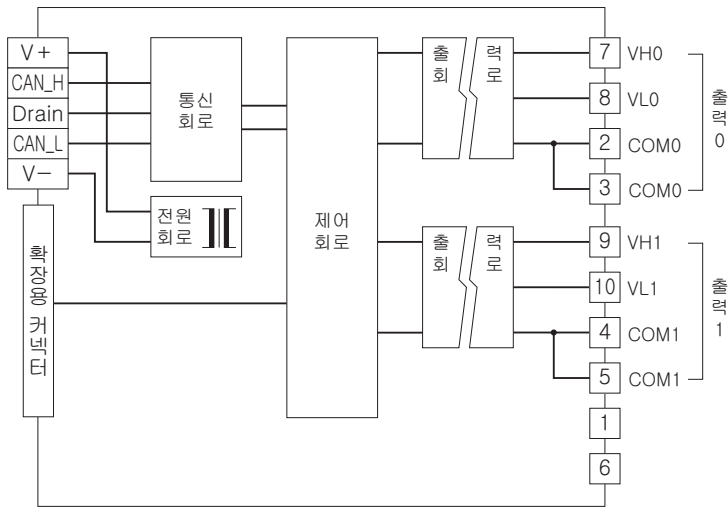 V+
CAN_H
Drain
CAN_L
V−
통신
회로
전원
회로
확장용 커넥터
제어
회로
출력
회로
7 VH0
8 VL0
2 COM0
3 COM0
출력0
출력
회로
9 VH1
10 VL1
4 COM1
5 COM1
출력1
1
6